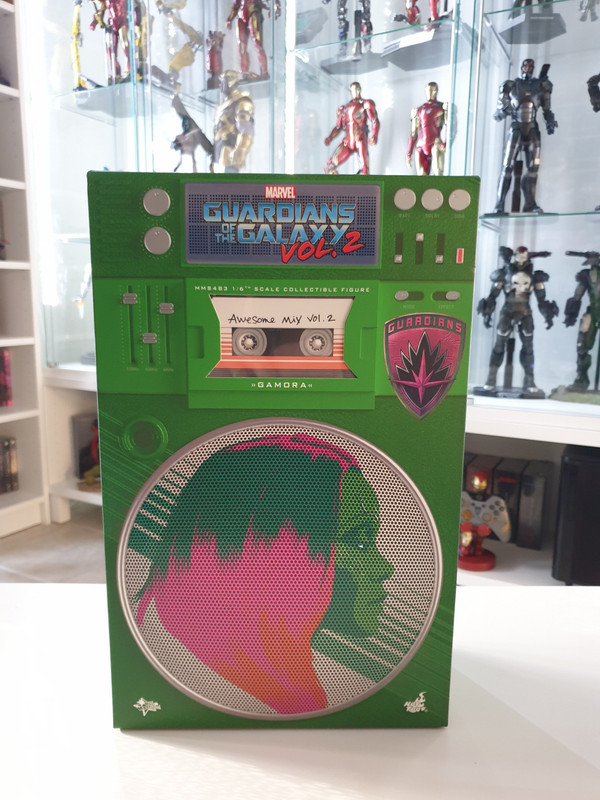 MARVEL
GUARDIANS
OF THE GALAXY
VOL. 2
MMS483 1/6TH SCALE COLLECTIBLE FIGURE
Awesome Mix Vol. 2
GAMORA
GUARDIANS